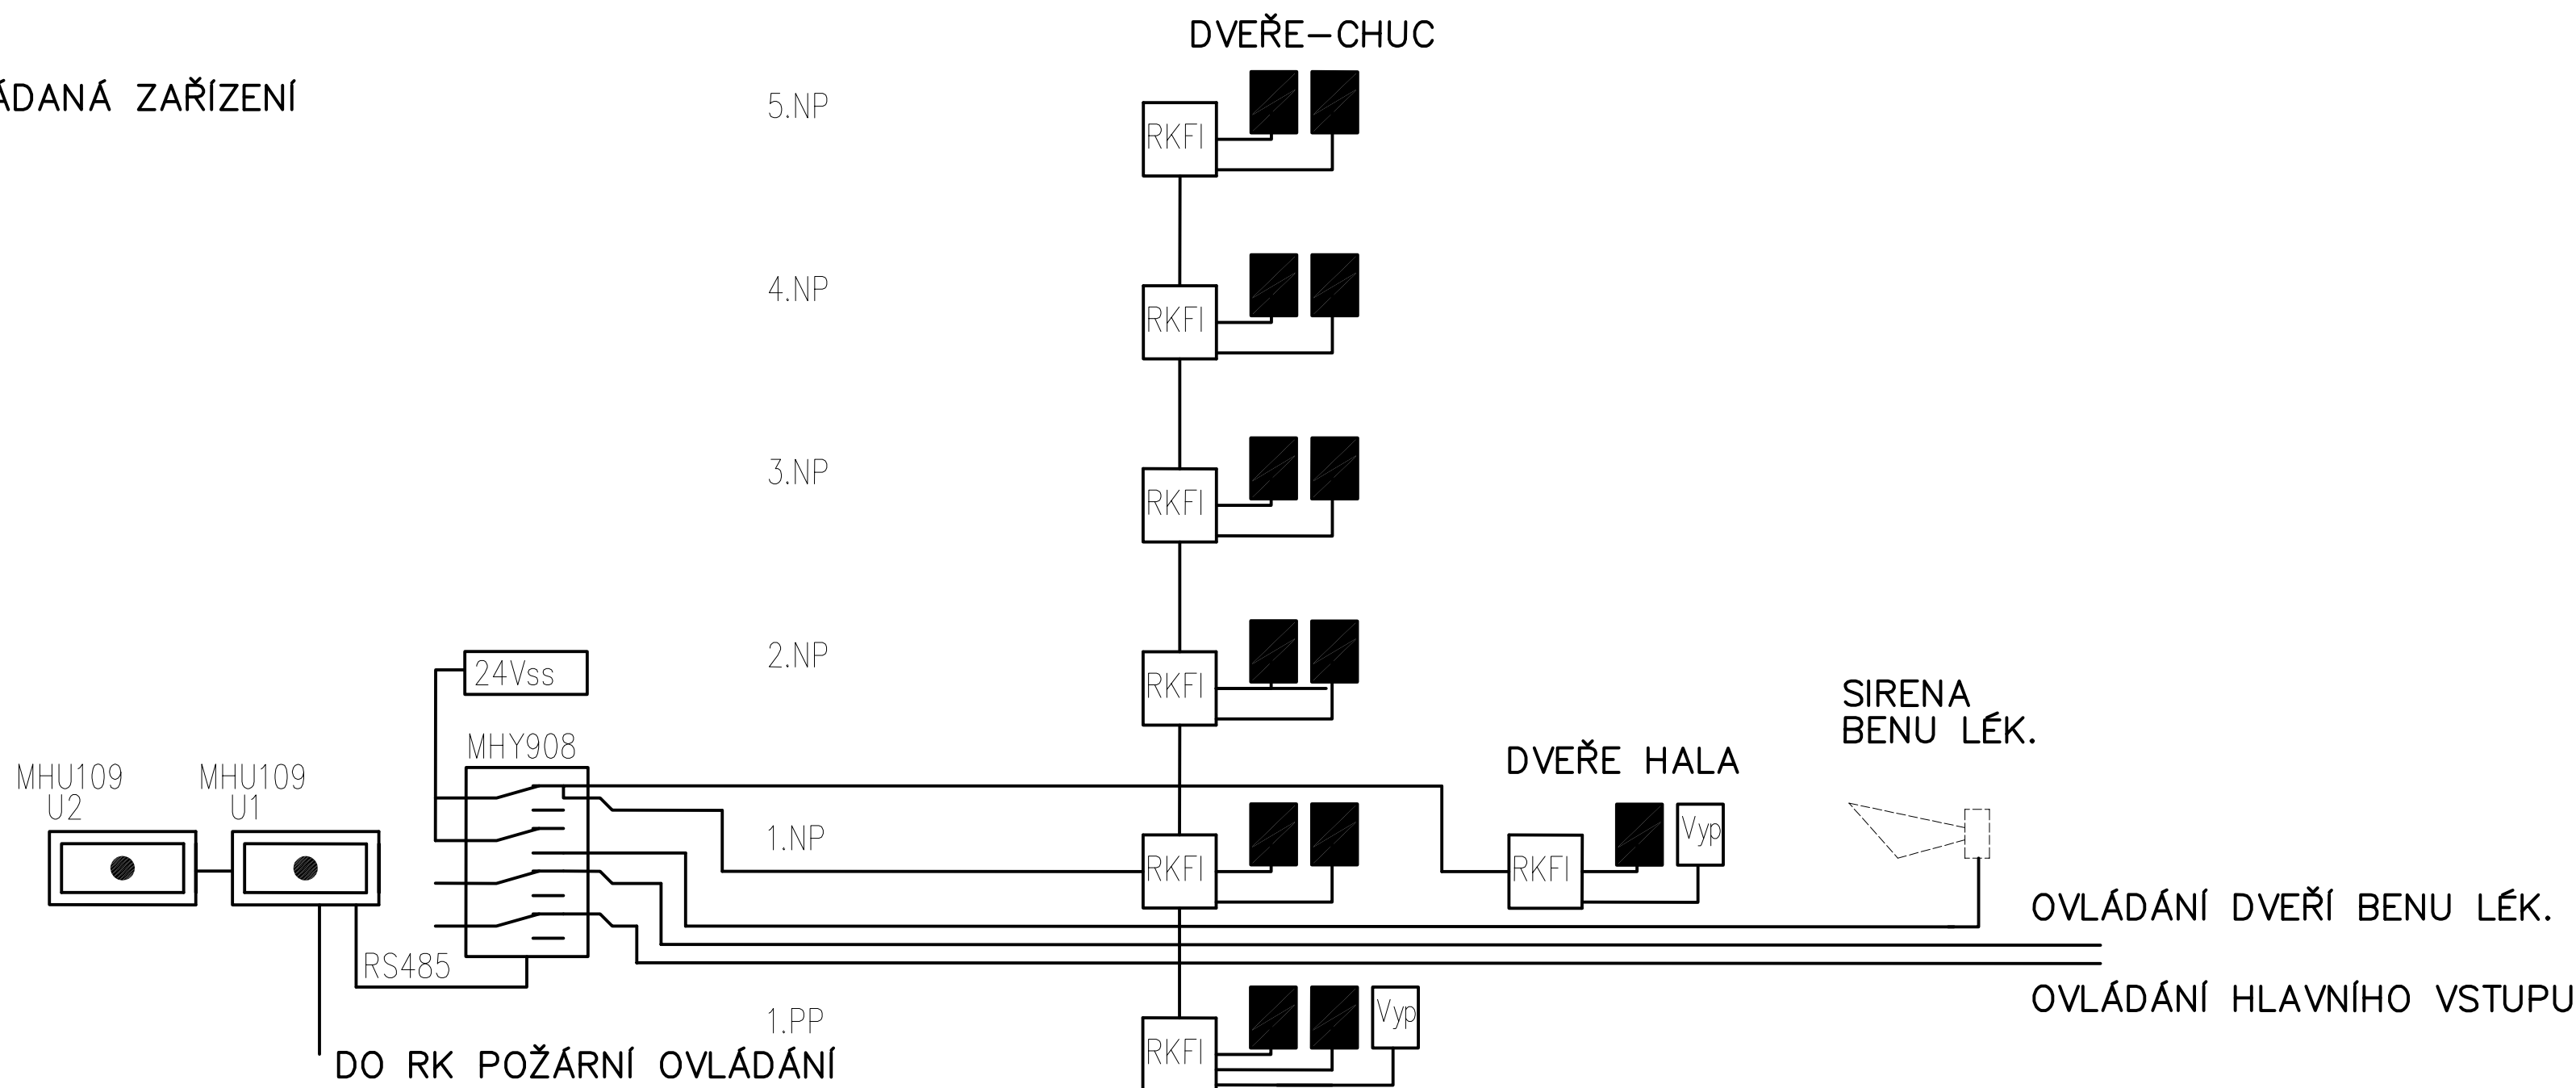 DVEŘE-CHUC
ÁDANÁ ZAŘÍZENÍ
5.NP
RKFI
4.NP
RKFI
3.NP
RKFI
2.NP
RKFI
24Vss
SIRENA
BENU LÉK.
MHY908
DVEŘE HALA
MHU109
U2
MHU109
U1
1.NP
RKFI
RKFI
Vyp
OVLÁDÁNÍ DVEŘÍ BENU LÉK.
RS485
OVLÁDÁNÍ HLAVNÍHO VSTUPU
1.PP
RKFI
Vyp
DO RK POŽÁRNÍ OVLÁDÁNÍ